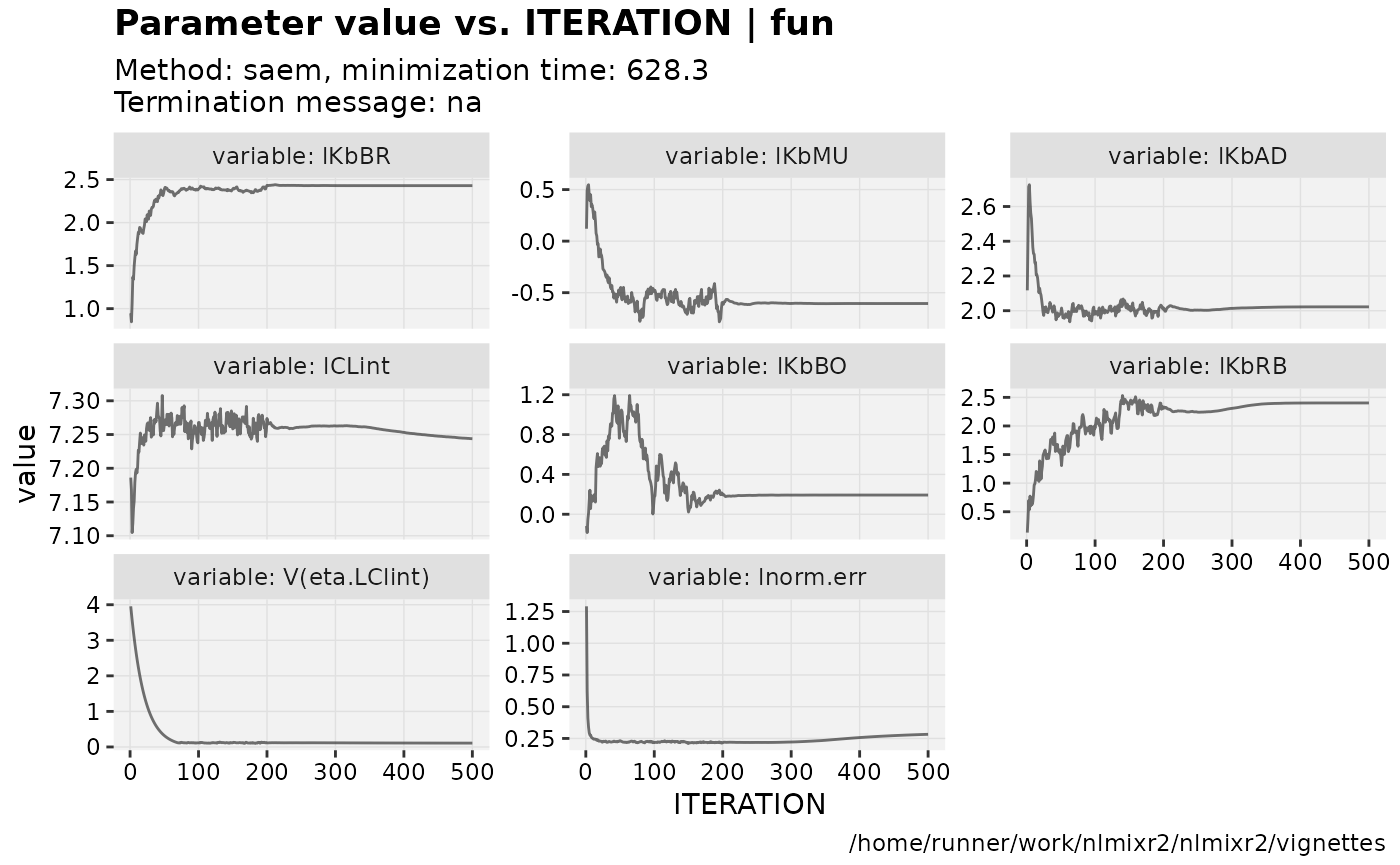 Parameter value vs. ITERATION | fun
Method: saem, minimization time: 628.3
Termination message: na
variable: lKbBR
variable: lKbMU
variable: lKbAD
2.5
2.0
1.5
1.0
0.5
0.0
-0.5
2.6
2.4
2.2
2.0
variable: lCLint
variable: lKbBO
variable: lKbRB
7.30
7.25
7.20
7.15
7.10
1.2
0.8
0.4
0.0
2.5
2.0
1.5
1.0
0.5
0 100 200 300 400 500
value
variable: V(eta.LClint)
variable: lnorm.err
4
3
2
1
0
1.25
1.00
0.75
0.50
0.25
0 100 200 300 400 500
0 100 200 300 400 500
ITERATION
/home/runner/work/nlmixr2/nlmixr2/vignettes